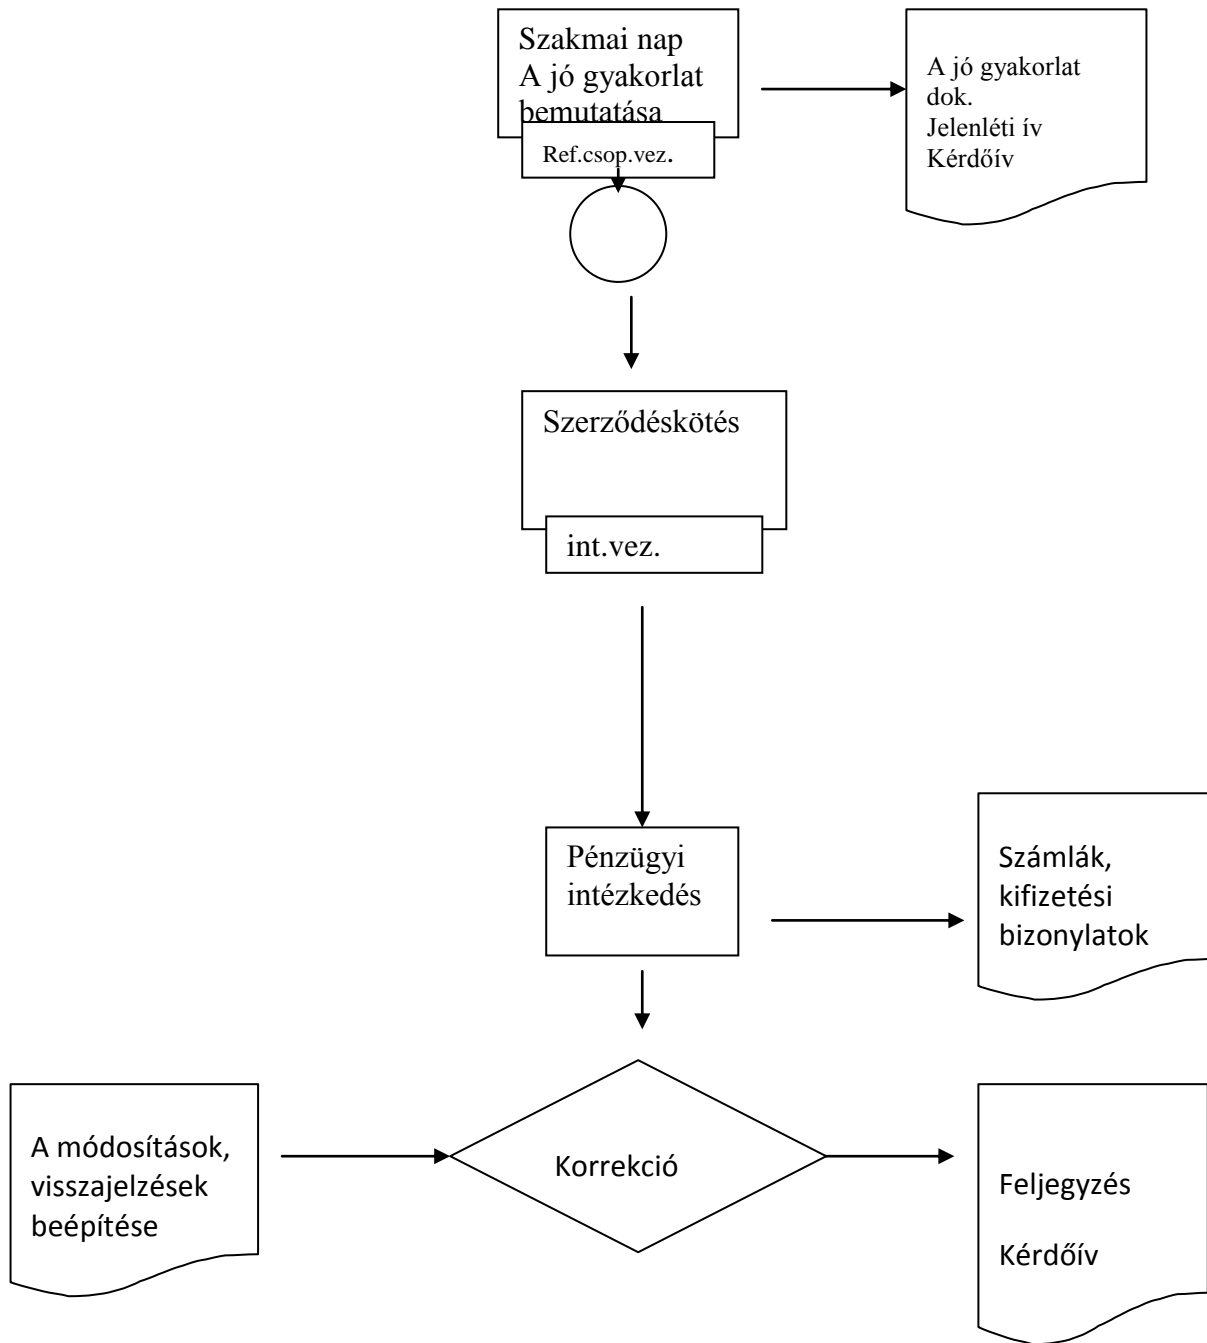 Szakmai nap
A jó gyakorlat
bemutatása
Ref.csop.vez.
A jó gyakorlat
dok.
Jelenléti ív
Kérdőív
Szerződéskötés
int.vez.
Pénzügyi
intézkedés
Számlák,
kifizetési
bizonylatok
A módosítások,
visszajelzések
beépítése
Korrekció
Feljegyzés
Kérdőív